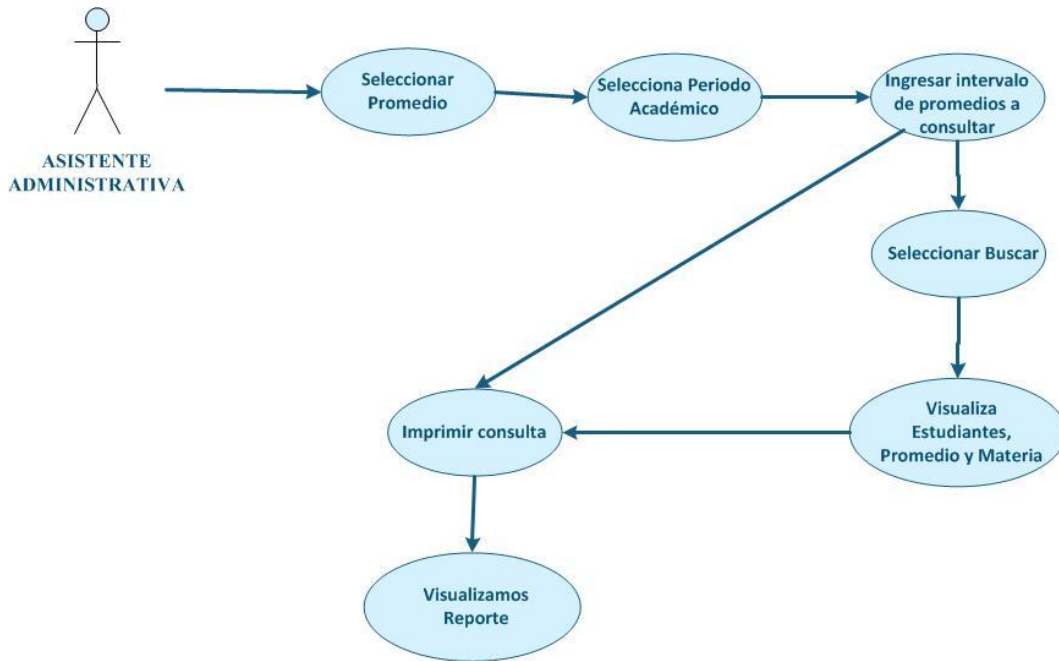 ASISTENTE
ADMINISTRATIVA
Seleccionar
Promedio
Selecciona Periodo
Académico
Ingresar intervalo
de promedios a
consultar
Seleccionar Buscar
Visualiza
Estudiantes,
Promedio y Materia
Imprimir consulta
Visualizamos
Reporte